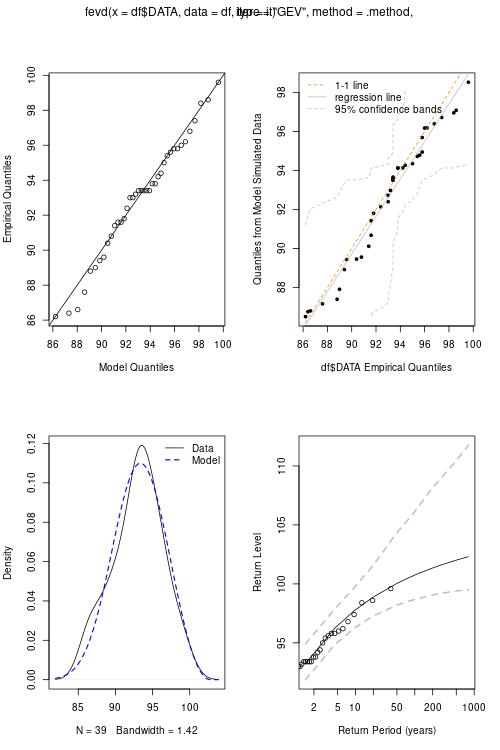 fevd(x = df$DATA, data = df, type = "GEV", method = .method,
Empirical Quantiles
86 88 90 92 94 96 98 100
86 88 90 92 94 96 98 100
Model Quantiles
Quantiles from Model Simulated Data
88 90 92 94 96 98
1-1 line
regression line
95% confidence bands
86 88 90 92 94 96 98 100
df$DATA Empirical Quantiles
Density
0.00 0.02 0.04 0.06 0.08 0.10 0.12
Data
Model
85 90 95 100
N = 39 Bandwidth = 1.42
Return Level
95 100 105 110
2 5 10 50 200 1000
Return Period (years)